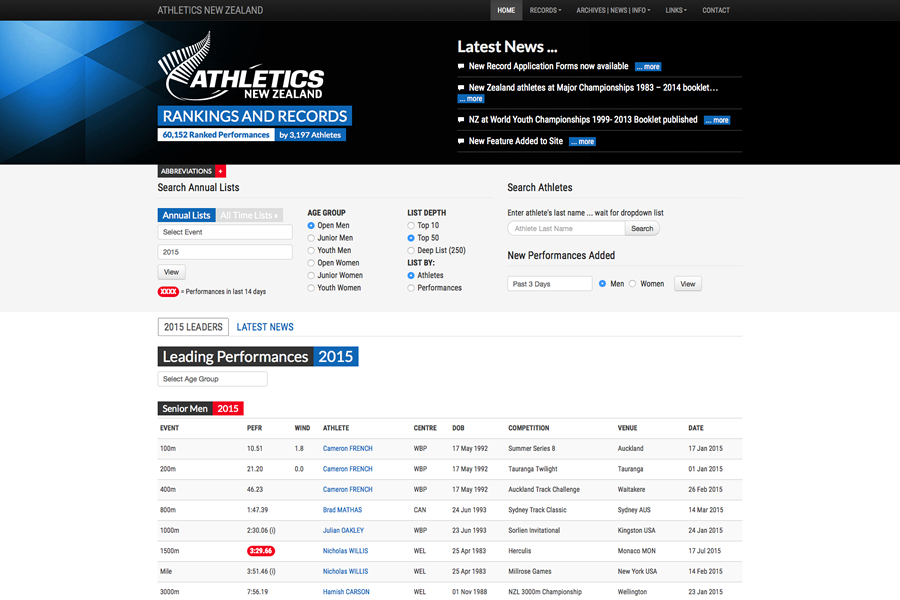 ATHLETICS NEW ZEALAND
HOME RECORDS ARCHIVES | NEWS | INFO LINKS CONTACT
ATHLETICS
NEW ZEALAND
RANKINGS AND RECORDS
60,152 Ranked Performances by 3,197 Athletes
Latest News ...
New Record Application Forms now available ... more
New Zealand athletes at Major Championships 1983 – 2014 booklet…
... more
NZ at World Youth Championships 1999- 2013 Booklet published ... more
New Feature Added to Site ... more
ABBREVIATIONS +
Search Annual Lists
Annual Lists All Time Lists »
Select Event
2015
View
XXXX = Performances in last 14 days
AGE GROUP
Open Men
Junior Men
Youth Men
Open Women
Junior Women
Youth Women
LIST DEPTH
Top 10
Top 50
Deep List (250)
LIST BY:
Athletes
Performances
Search Athletes
Enter athlete's last name ... wait for dropdown list
Athlete Last Name Search
New Performances Added
Past 3 Days Men Women View
2015 LEADERS LATEST NEWS
Leading Performances 2015
Select Age Group
Senior Men 2015
EVENT PEFR WIND ATHLETE CENTRE DOB COMPETITION VENUE DATE
100m 10.51 1.8 Cameron FRENCH WBP 17 May 1992 Summer Series 8 Auckland 17 Jan 2015
200m 21.20 0.0 Cameron FRENCH WBP 17 May 1992 Tauranga Twilight Tauranga 01 Jan 2015
400m 46.23 Cameron FRENCH WBP 17 May 1992 Auckland Track Challenge Waitakere 26 Feb 2015
800m 1:47.39 Brad MATHAS CAN 24 Jun 1993 Sydney Track Classic Sydney AUS 14 Mar 2015
1000m 2:30.06 (i) Julian OAKLEY WBP 23 Jun 1993 Sorlien Invitational Kingston USA 24 Jan 2015
1500m 3:29.66 Nicholas WILLIS WEL 25 Apr 1983 Herculis Monaco MON 17 Jul 2015
Mile 3:51.46 (i) Nicholas WILLIS WEL 25 Apr 1983 Millrose Games New York USA 14 Feb 2015
3000m 7:56.19 Hamish CARSON WEL 01 Nov 1988 NZL 3000m Championship Wellington 23 Jan 2015